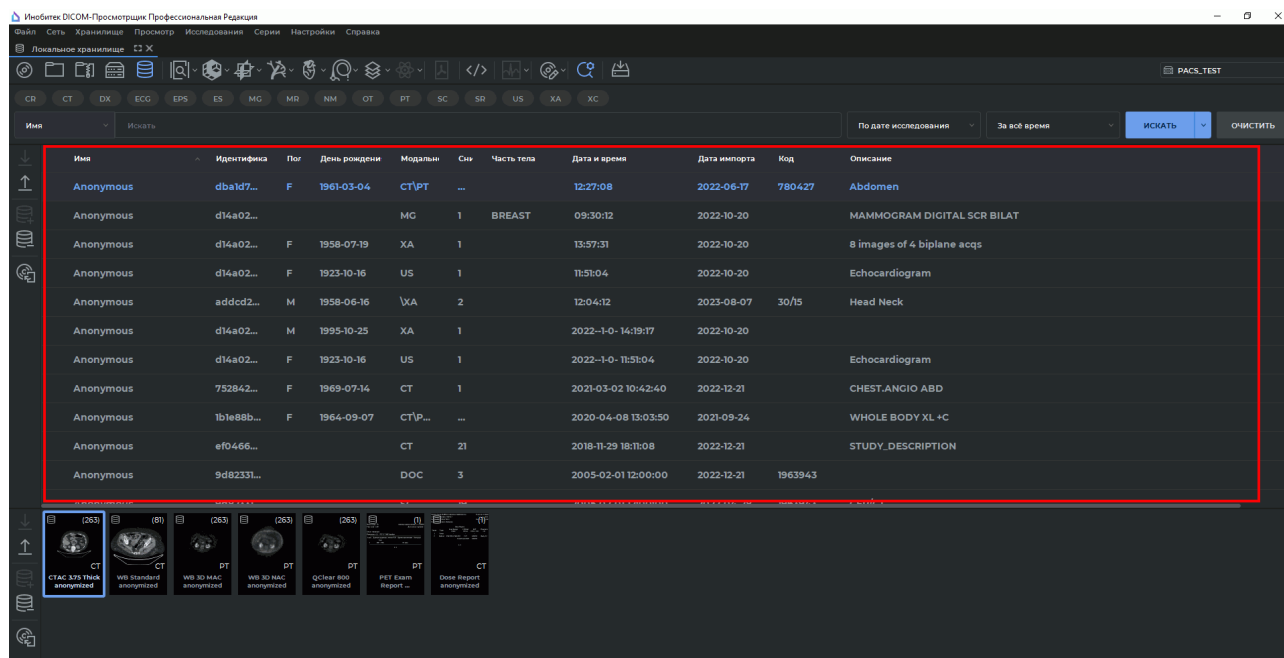 Инобитек DICOM-Просмотрщик Профессиональная Редакция
Файл Сеть Хранилище Просмотр Исследования Серии Настройки Справка
Локальное хранилище
PACS_TEST
CR CT DX ECG EPS ES MG MR NM OT PT SC SR US XA XC
Имя Искать По дате исследования За всё время ИСКАТЬ ОЧИСТИТЬ
Имя Идентифика Пол День рождени Модальн Сни Часть тела Дата и время Дата импорта Код Описание
Anonymous dba1d7... F 1961-03-04 CT\PT ... 12:27:08 2022-06-17 780427 Abdomen
Anonymous d14a02... MG 1 BREAST 09:30:12 2022-10-20 MAMMOGRAM DIGITAL SCR BILAT
Anonymous d14a02... F 1958-07-19 XA 1 13:57:31 2022-10-20 8 images of 4 biplane acqs
Anonymous d14a02... F 1923-10-16 US 1 11:51:04 2022-10-20 Echocardiogram
Anonymous addcd2... M 1958-06-16 \XA 2 12:04:12 2023-08-07 30/15 Head Neck
Anonymous d14a02... M 1995-10-25 XA 1 2022--1-0- 14:19:17 2022-10-20
Anonymous d14a02... F 1923-10-16 US 1 2022--1-0- 11:51:04 2022-10-20 Echocardiogram
Anonymous 752842... F 1969-07-14 CT 1 2021-03-02 10:42:40 2022-12-21 CHEST.ANGIO ABD
Anonymous 1b1e88b... F 1964-09-07 CT\P... ... 2020-04-08 13:03:50 2021-09-24 WHOLE BODY XL +C
Anonymous ef0466... CT 21 2018-11-29 18:11:08 2022-12-21 STUDY_DESCRIPTION
Anonymous 9d82331... DOC 3 2005-02-01 12:00:00 2022-12-21 1963943
(263) (81) (263) (263) (263) (1) (1)
CT CT PT PT PT PT CT
CTAC 3.75 Thick WB Standard WB 3D MAC WB 3D NAC QClear 800 PET Exam Dose Report
anonymized anonymized anonymized anonymized anonymized Report ... anonymized